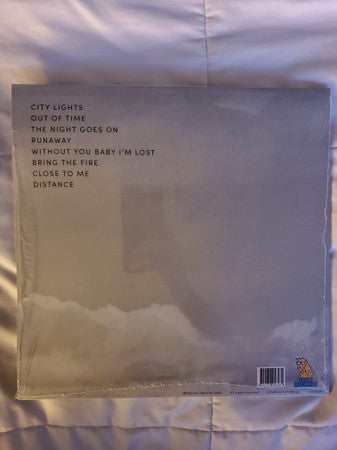 CITY LIGHTS
OUT OF TIME
THE NIGHT GOES ON
RUNAWAY
WITHOUT YOU BABY I'M LOST
BRING THE FIRE
CLOSE TO ME
DISTANCE